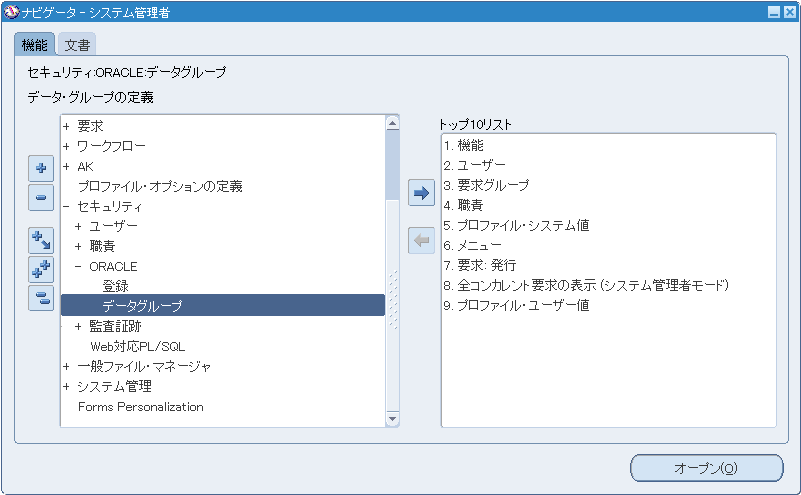 ナビゲータ - システム管理者
機能
文書
セキュリティ:ORACLE:データグループ
データ・グループの定義
+ 要求
+ ワークフロー
+ AK
プロファイル・オプションの定義
- セキュリティ
+ ユーザー
+ 職責
- ORACLE
登録
データグループ
+ 監査証跡
Web対応PL/SQL
+ 一般ファイル・マネージャ
+ システム管理
Forms Personalization
トップ10リスト
1. 機能
2. ユーザー
3. 要求グループ
4. 職責
5. プロファイル・システム値
6. メニュー
7. 要求: 発行
8. 全コンカレント要求の表示 (システム管理者モード)
9. プロファイル・ユーザー値
オープン(O)